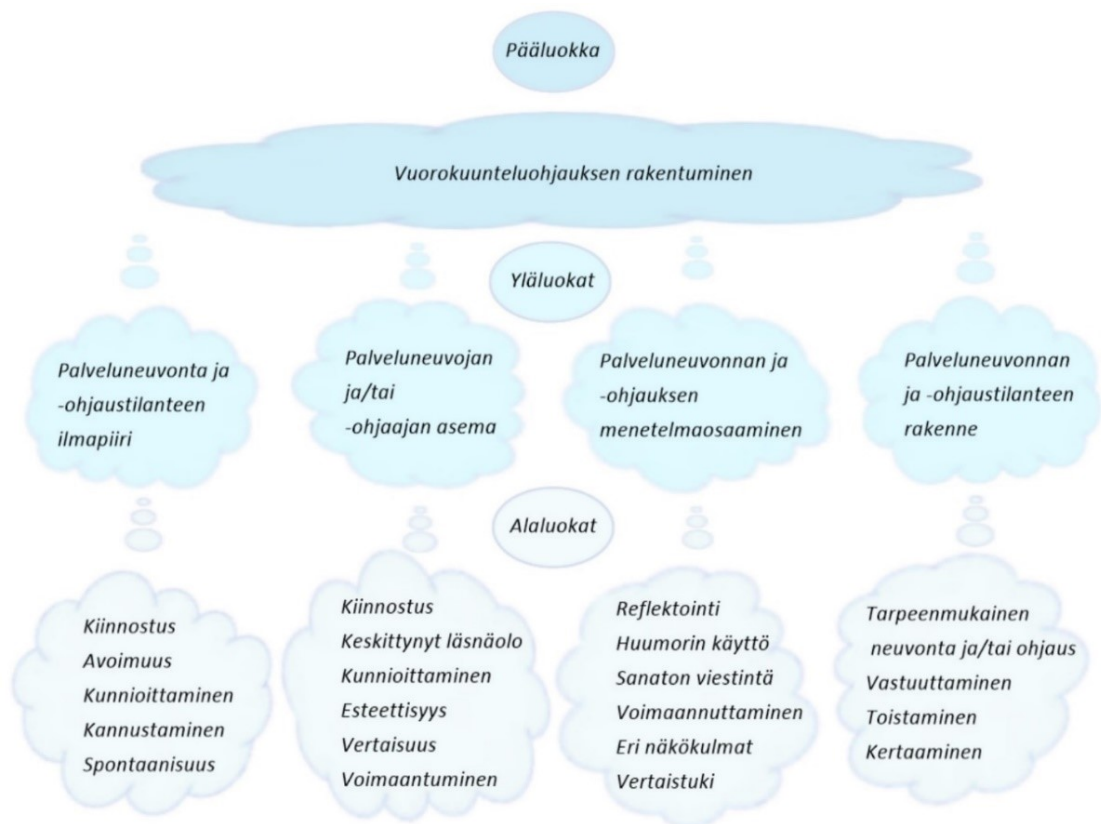 Pääluokka
Vuorokuunteluohjauksen rakentuminen
Yläluokat
Palveluneuvonta ja
-ohjaustilanteen
ilmapiiri
Palveluneuvojan
ja/tai
-ohjaajan asema
Palveluneuvonnan ja
-ohjauksen
menetelmaosaaminen
Palveluneuvonnan
ja -ohjaustilanteen
rakenne
Alaluokat
Kiinnostus
Avoimuus
Kunnioittaminen
Kannustaminen
Spontaanisuus
Kiinnostus
Keskittynyt läsnäolo
Kunnioittaminen
Esteettisyys
Vertaisuus
Voimaantuminen
Reflektointi
Huumorin käyttö
Sanaton viestintä
Voimaannuttaminen
Eri näkökulmat
Vertaistuki
Tarpeenmukainen
neuvonta ja/tai ohjaus
Vastuuttaminen
Toistaminen
Kertaaminen